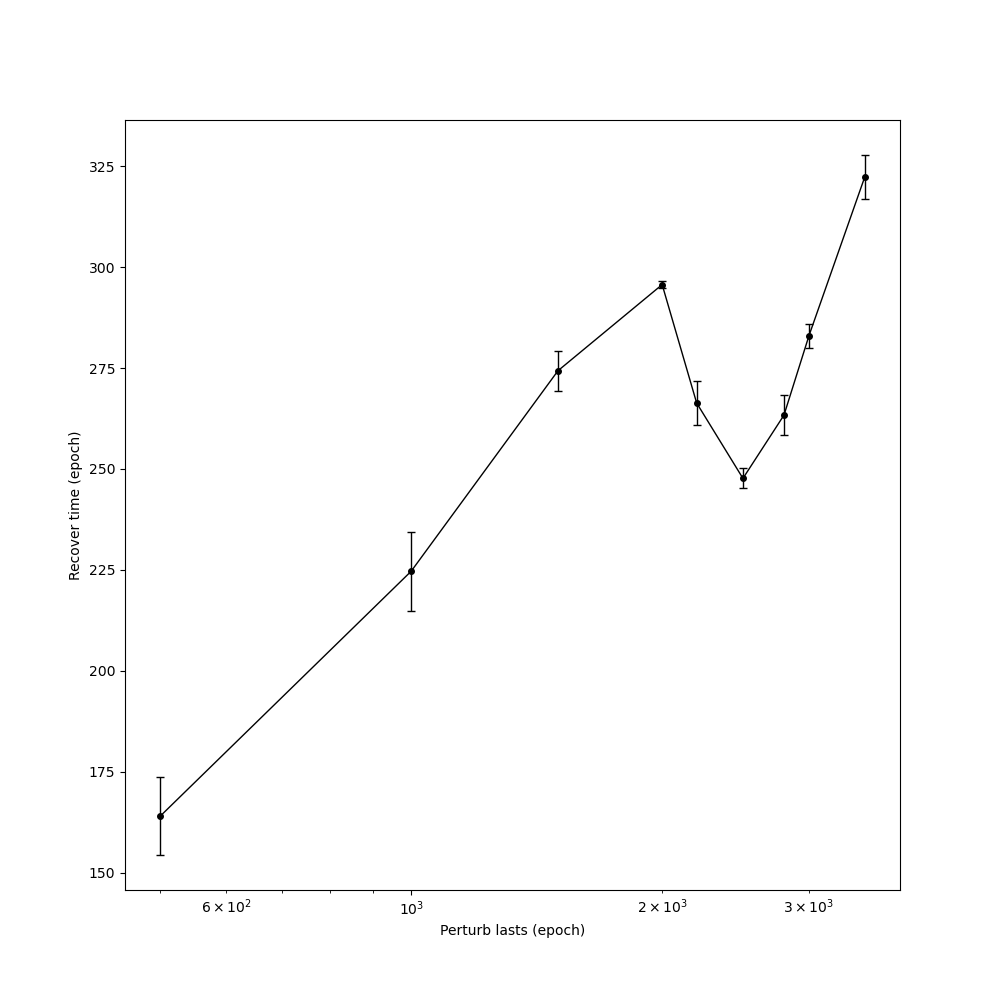 325
300
275
250
225
200
175
150
Recover time (epoch)
6 × 10²
10³
2 × 10³
3 × 10³
Perturb lasts (epoch)